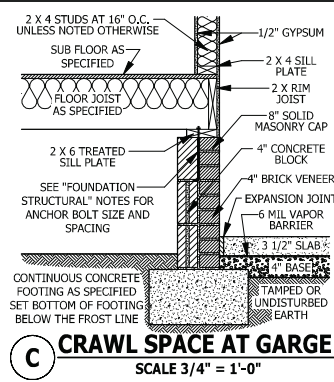 2 X 4 STUDS AT 16" O.C.
UNLESS NOTED OTHERWISE
SUB FLOOR AS
SPECIFIED
FLOOR JOIST
AS SPECIFIED
2 X 6 TREATED
SILL PLATE
SEE "FOUNDATION
STRUCTURAL" NOTES FOR
ANCHOR BOLT SIZE AND
SPACING
CONTINUOUS CONCRETE
FOOTING AS SPECIFIED
SET BOTTOM OF FOOTING
BELOW THE FROST LINE
1/2" GYPSUM
2 X 4 SILL
PLATE
2 X RIM
JOIST
8" SOLID
MASONRY CAP
4" CONCRETE
BLOCK
4" BRICK VENEER
EXPANSION JOINT
6 MIL VAPOR
BARRIER
3 1/2" SLAB
4" BASE
TAMPED OR
UNDISTURBED
EARTH
C CRAWL SPACE AT GARGE
SCALE 3/4" = 1'-0"